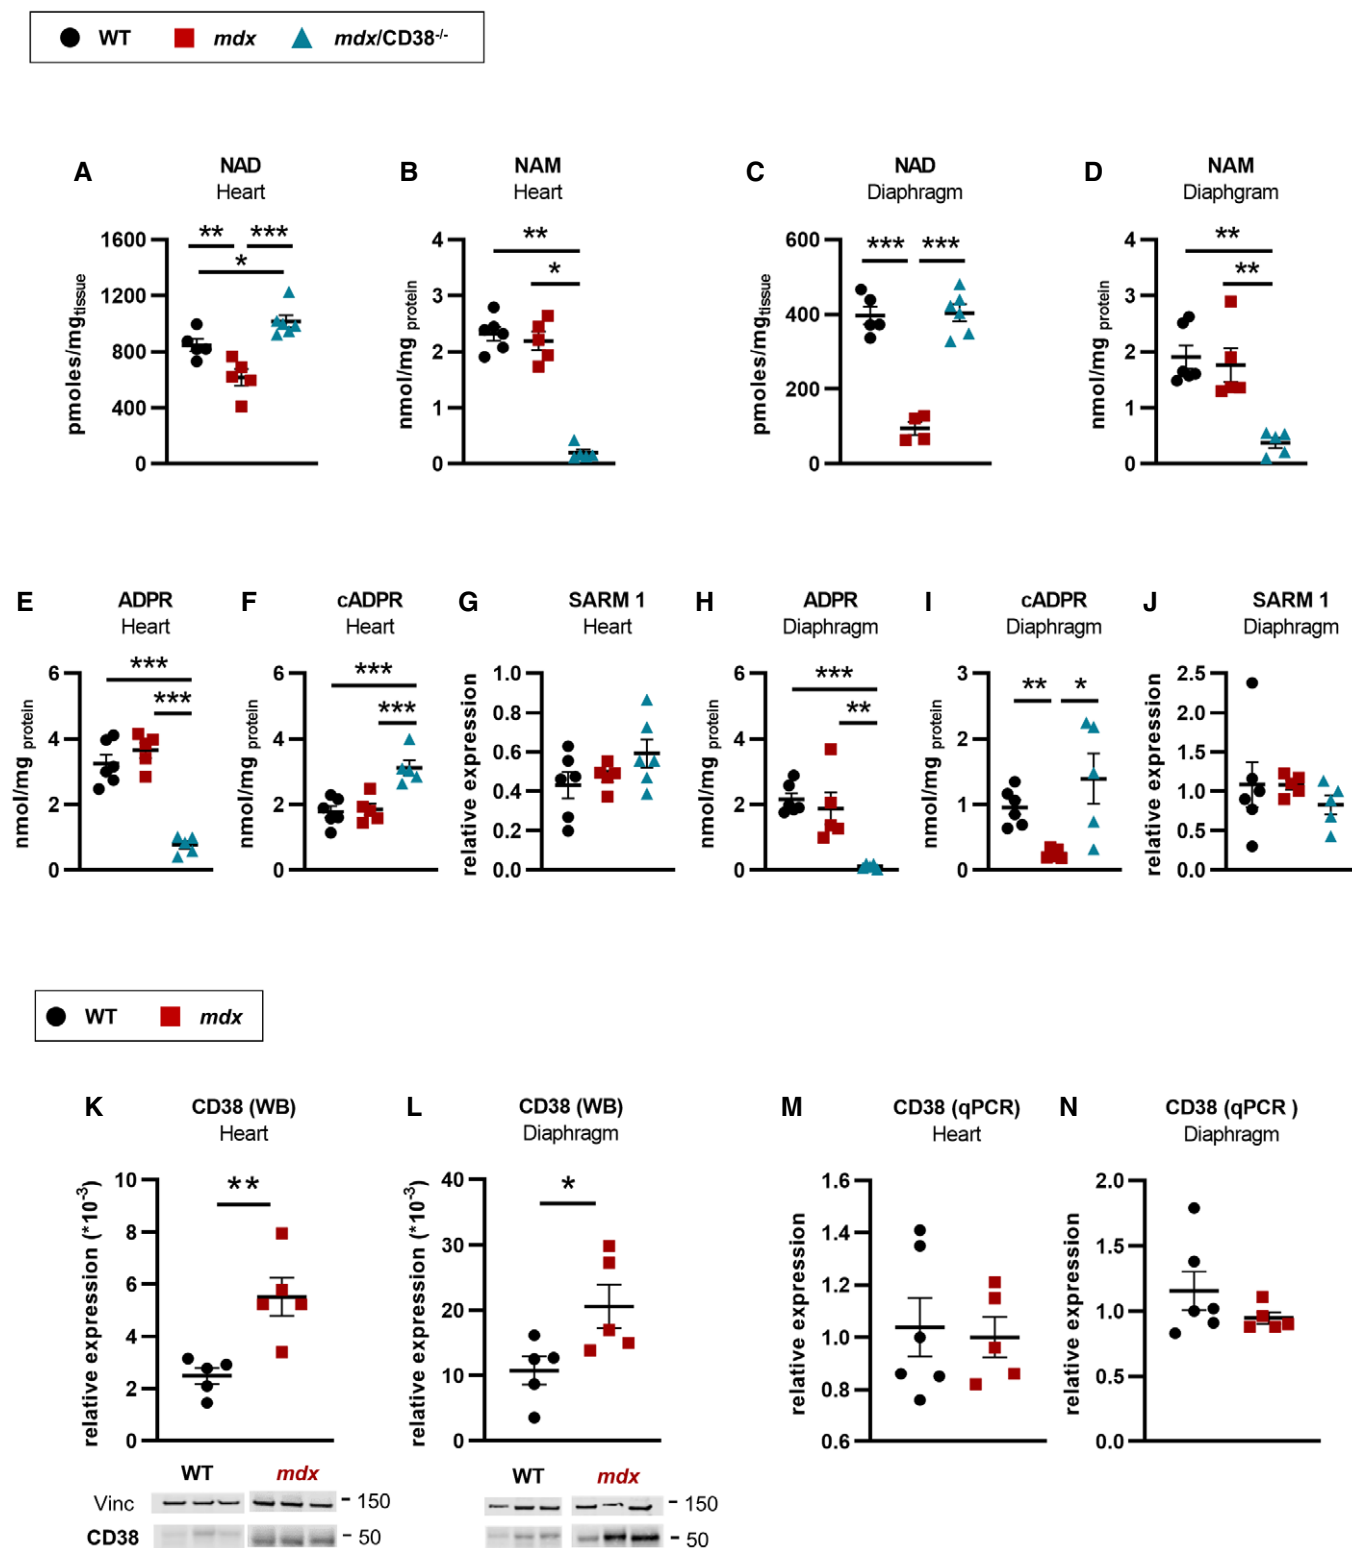 WT mdx mdx/CD38-/-
A NAD Heart
B NAM Heart
C NAD Diaphragm
D NAM Diaphgram
pmoles/mg tissue
1600
1200
800
400
0
** ***
*
nmol/mg protein
4
3
2
1
0
**
*
pmoles/mg tissue
600
400
200
0
*** ***
nmol/mg protein
4
3
2
1
0
**
**
E ADPR Heart
F cADPR Heart
G SARM 1 Heart
H ADPR Diaphragm
I cADPR Diaphragm
J SARM 1 Diaphragm
nmol/mg protein
6
4
2
0
***
***
nmol/mg protein
6
4
2
0
***
***
relative expression
1.0
0.8
0.6
0.4
0.2
0.0
nmol/mg protein
6
4
2
0
***
**
nmol/mg protein
3
2
1
0
** *
relative expression
2.5
2.0
1.5
1.0
0.5
0.0
WT mdx
K CD38 (WB) Heart
L CD38 (WB) Diaphragm
M CD38 (qPCR) Heart
N CD38 (qPCR ) Diaphragm
relative expression (*10-3)
10
8
6
4
2
0
**
WT mdx
Vinc - 150
CD38 - 50
relative expression (*10-3)
40
30
20
10
0
*
WT mdx
- 150
- 50
relative expression
1.6
1.4
1.2
1.0
0.8
0.6
relative expression
2.0
1.5
1.0
0.5
0.0